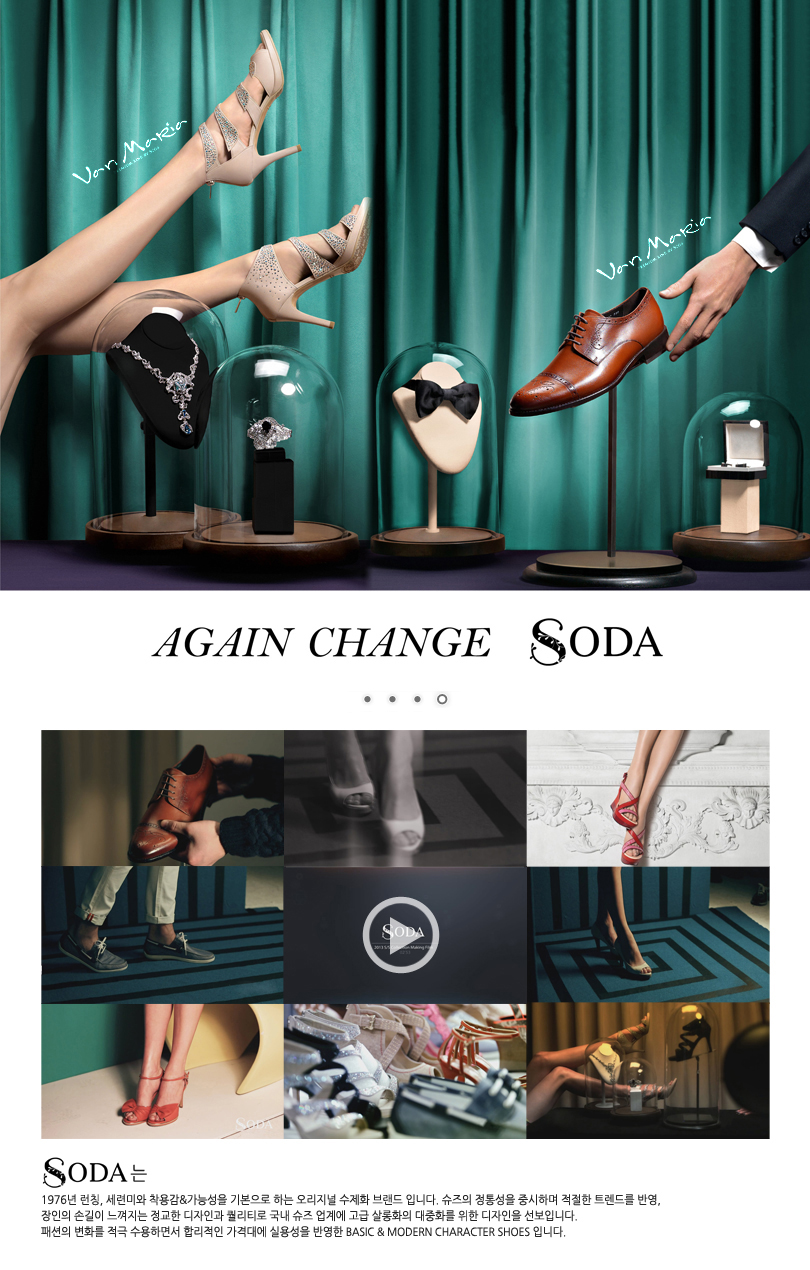 Vari Maria
Vari Maria
AGAIN CHANGE SODA
SODA
SODA
SODA는
1976년 런칭, 세련미와 착용감&가능성을 기본으로 하는 오리지널 수제화 브랜드 입니다. 슈즈의 정통성을 중시하며 적절한 트렌드를 반영,
장인의 손길이 느껴지는 정교한 디자인과 퀄리티로 국내 슈즈 업계에 고급 살롱화의 대중화를 위한 디자인을 선보입니다.
패션의 변화를 적극 수용하면서 합리적인 가격대에 실용성을 반영한 BASIC & MODERN CHARACTER SHOES 입니다.